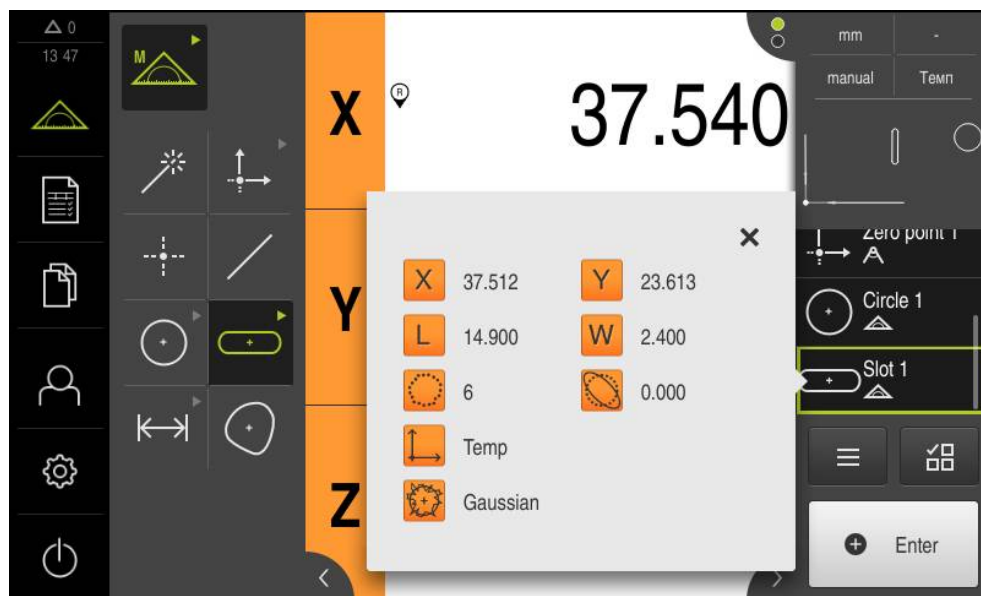 0
13 47
M
X
R
37.540
mm
-
manual
Темп
Zero point 1
Circle 1
Slot 1
Y
Z
X 37.512 Y 23.613
L 14.900 W 2.400
6 0.000
Temp
Gaussian
Enter